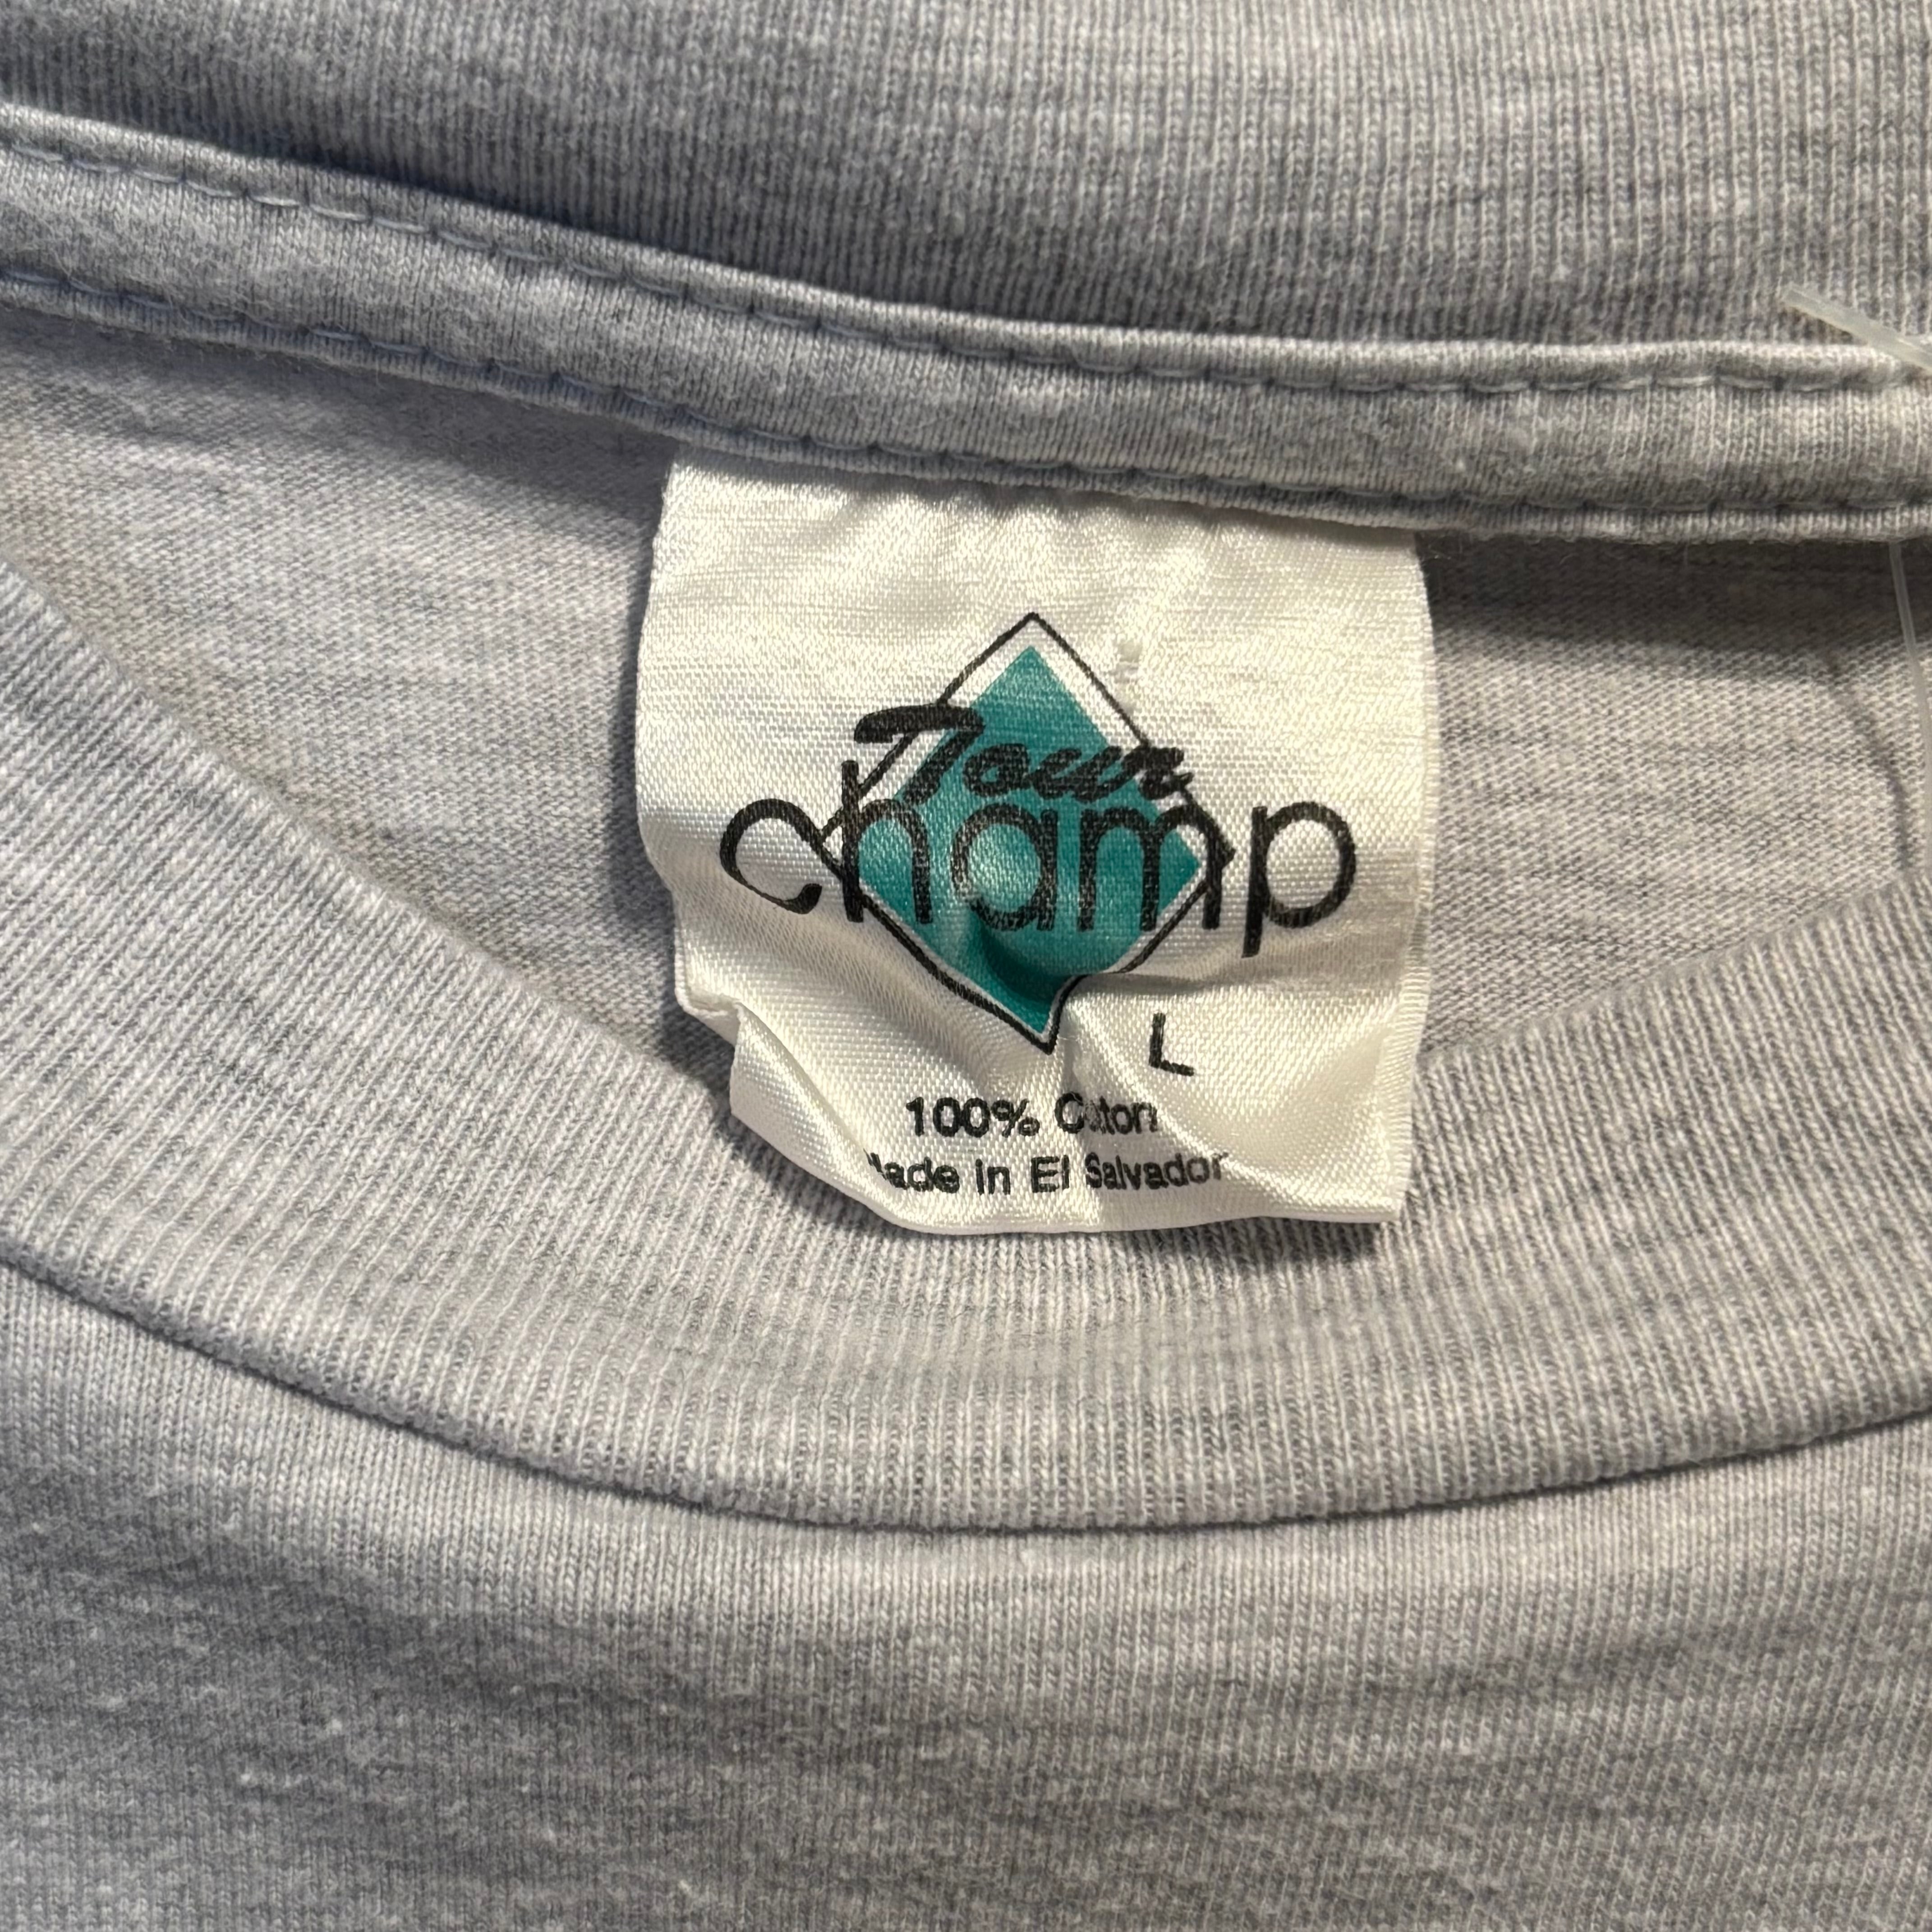 Tour
champ
L
100% Cotton
Made in El Salvador